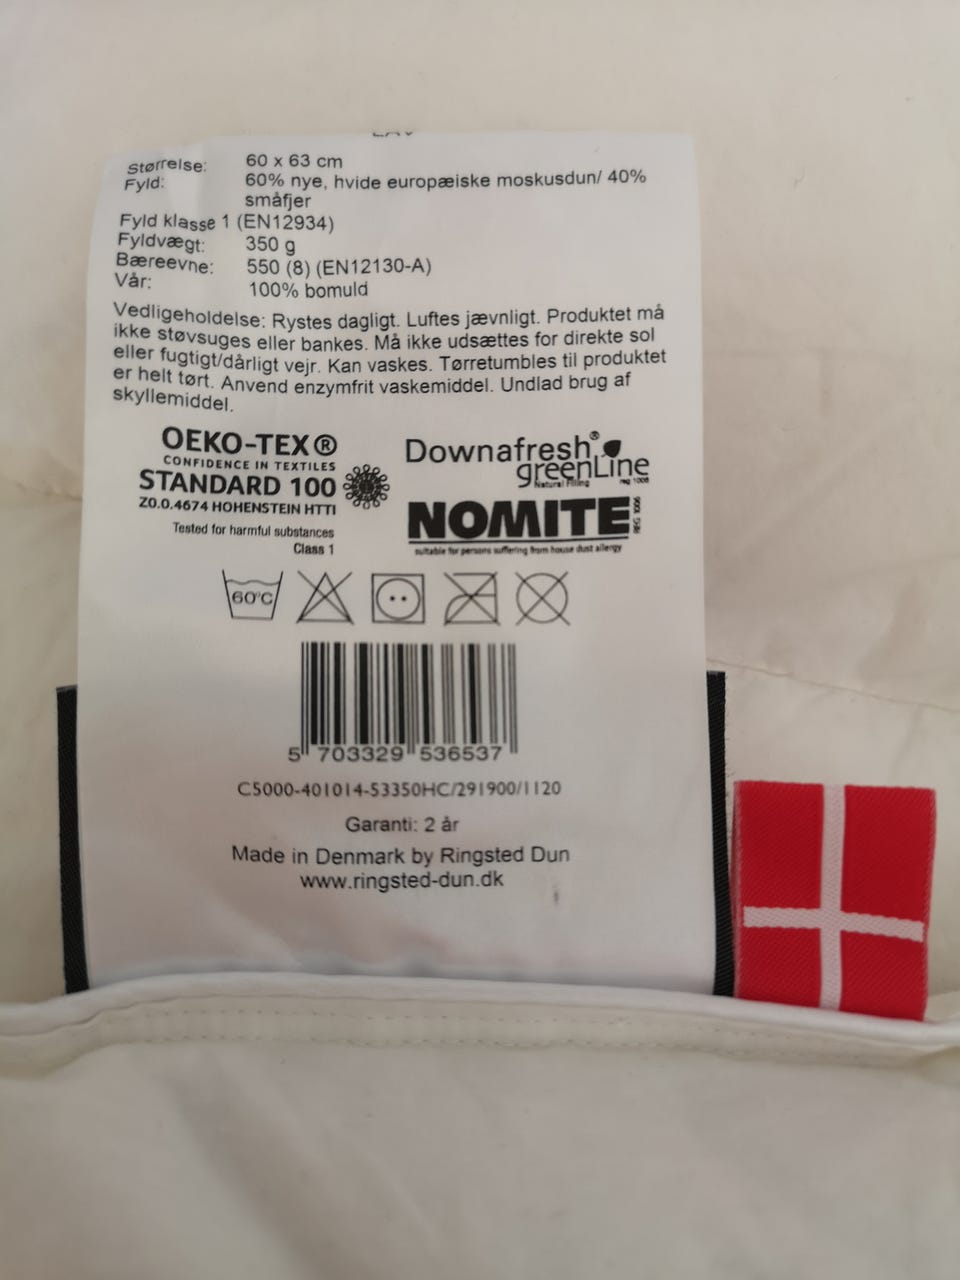 LAV
Størrelse: 60 x 63 cm
Fyld: 60% nye, hvide europæiske moskusdun/ 40%
småfjer
Fyld klasse 1 (EN12934)
Fyldvægt: 350 g
Bæreevne: 550 (8) (EN12130-A)
Vår: 100% bomuld
Vedligeholdelse: Rystes dagligt. Luftes jævnligt. Produktet må
ikke støvsuges eller bankes. Må ikke udsættes for direkte sol
eller fugtigt/dårligt vejr. Kan vaskes. Tørretumbles til produktet
er helt tørt. Anvend enzymfrit vaskemiddel. Undlad brug af
skyllemiddel.
OEKO-TEX®
CONFIDENCE IN TEXTILES
STANDARD 100
Z0.0.4674 HOHENSTEIN HTTI
Tested for harmful substances
Class 1
Downafresh®
greenLine
Natural Filling reg 1008
NOMITE
suitable for persons suffering from house dust allergy
60°C
5 703329 536537
C5000-401014-53350HC/291900/1120
Garanti: 2 år
Made in Denmark by Ringsted Dun
www.ringsted-dun.dk